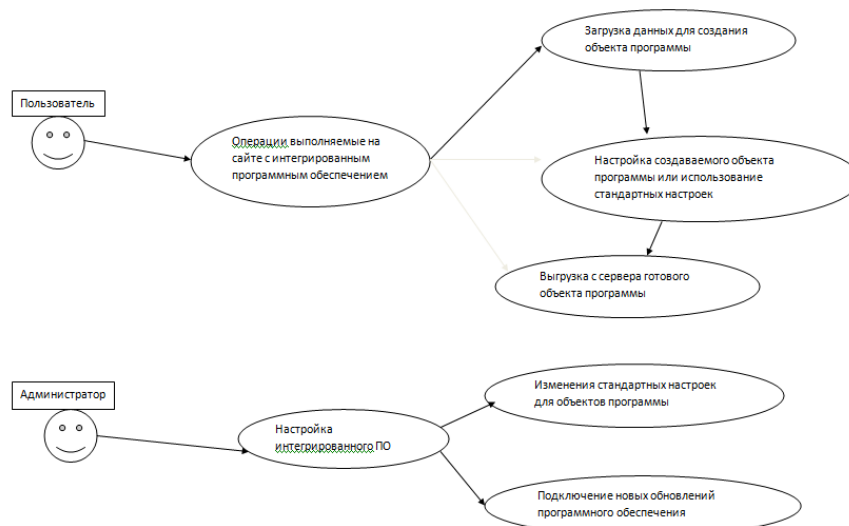 Загрузка данных для создания
объекта программы
Пользователь
Операции выполняемые на
сайте с интегрированным
программным обеспечением
Настройка создаваемого объекта
программы или использование
стандартных настроек
Выгрузка с сервера готового
объекта программы
Администратор
Изменения стандартных настроек
для объектов программы
Настройка
интегрированного ПО
Подключение новых обновлений
программного обеспечения